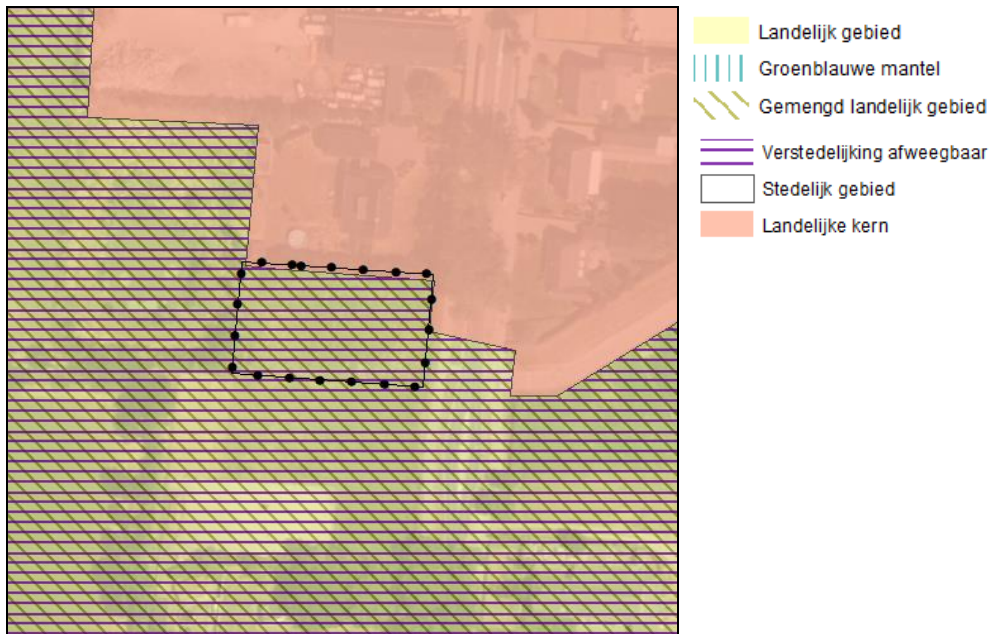 Landelijk gebied
Groenblauwe mantel
Gemengd landelijk gebied
Verstedelijking afweegbaar
Stedelijk gebied
Landelijke kern